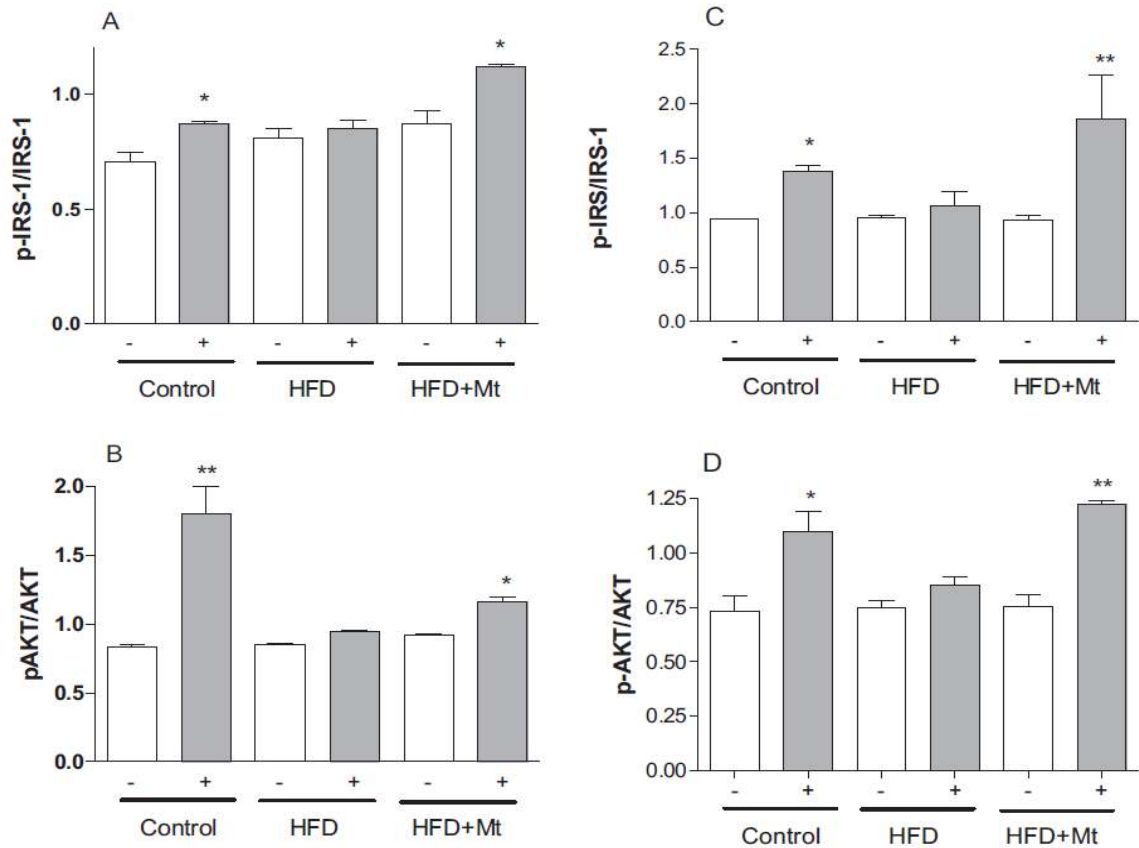 A
p-IRS-1/IRS-1
1.0
0.5
0.0
*
*
- + - + - +
Control HFD HFD+Mt
C
p-IRS/IRS-1
2.5
2.0
1.5
1.0
0.5
0.0
*
**
- + - + - +
Control HFD HFD+Mt
B
pAKT/AKT
2.0
1.5
1.0
0.5
0.0
**
*
- + - + - +
Control HFD HFD+Mt
D
p-AKT/AKT
1.25
1.00
0.75
0.50
0.25
0.00
*
**
- + - + - +
Control HFD HFD+Mt